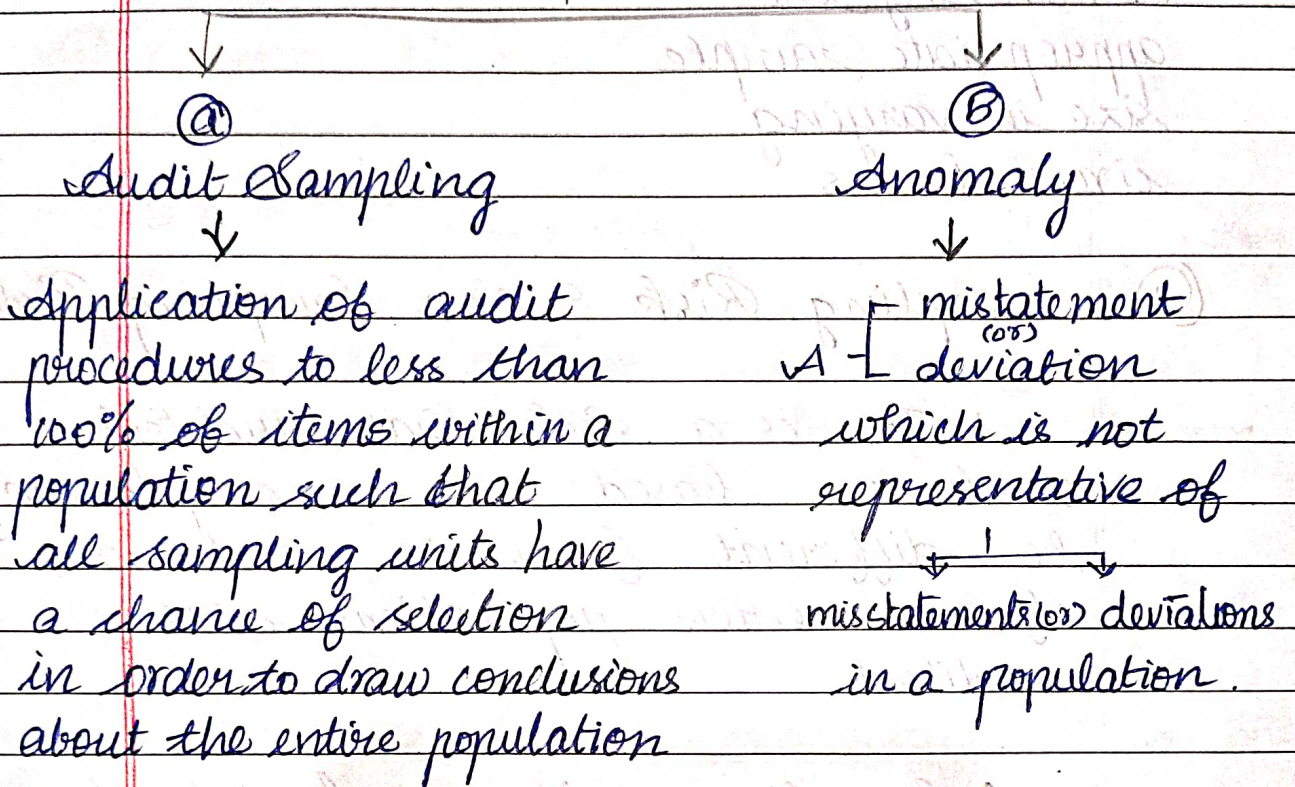 ⓐ
Audit Sampling
Application of audit
procedures to less than
100% of items within a
population such that
all sampling units have
a chance of selection
in order to draw conclusions
about the entire population
Ⓑ
Anomaly
mistatement
(or)
A deviation
which is not
representative of
misstatements (or) deviations
in a population.